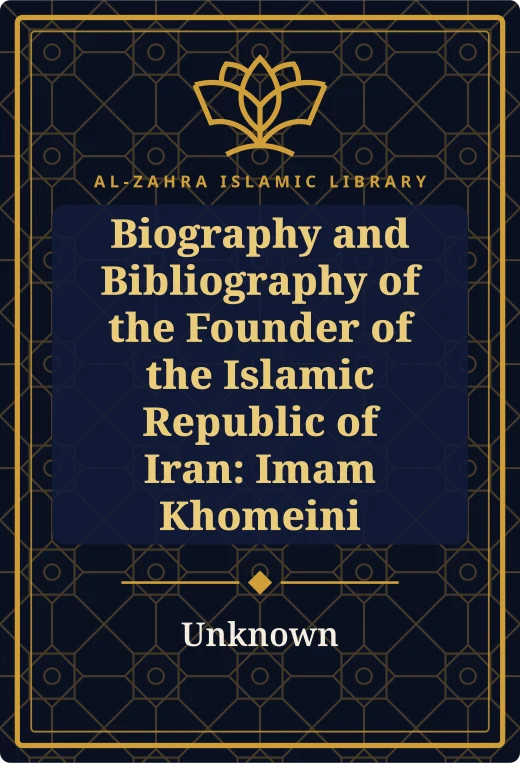 AL-ZAHRA ISLAMIC LIBRARY
Biography and
Bibliography of
the Founder of
the Islamic
Republic of
Iran: Imam
Khomeini
Unknown